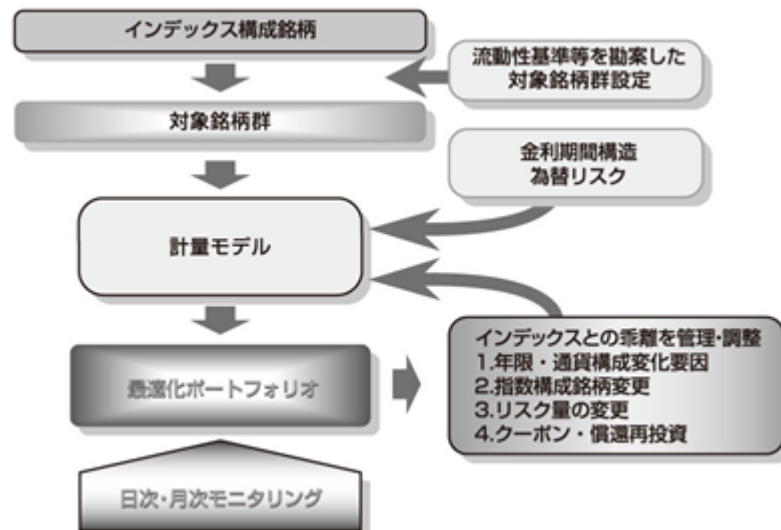 インデックス構成銘柄
流動性基準等を勘案した
対象銘柄群設定
対象銘柄群
金利期間構造
為替リスク
計量モデル
インデックスとの乖離を管理・調整
1.年限・通貨構成変化要因
2.指数構成銘柄変更
3.リスク量の変更
4.クーポン・償還再投資
最適化ポートフォリオ
日次・月次モニタリング